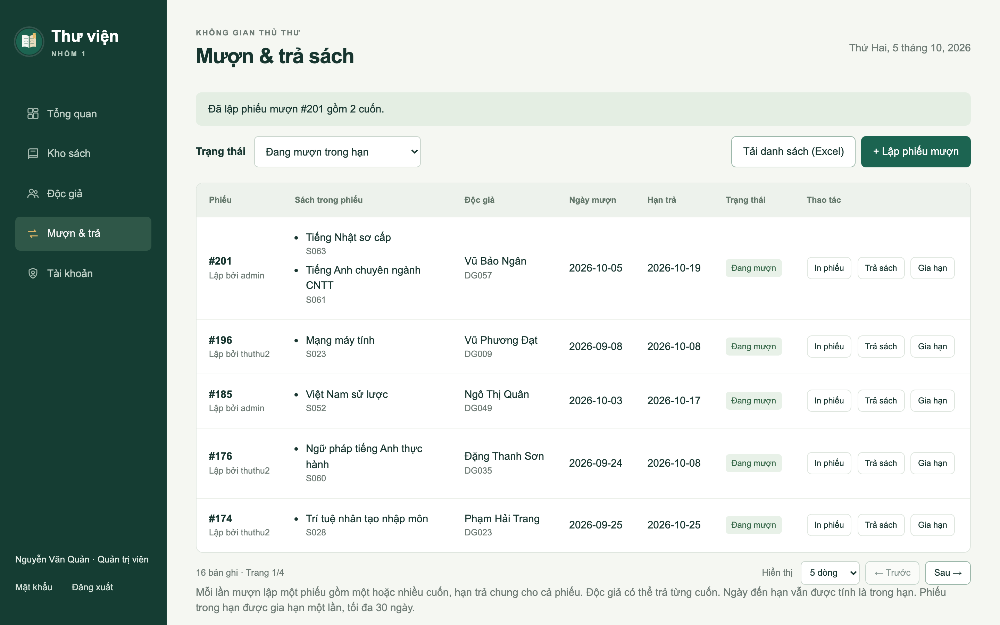 Thư viện
NHÓM 1
Tổng quan
Kho sách
Độc giả
Mượn & trả
Tài khoản
Nguyễn Văn Quản · Quản trị viên
Mật khẩu Đăng xuất
KHÔNG GIAN THỦ THƯ
Mượn & trả sách
Thứ Hai, 5 tháng 10, 2026
Đã lập phiếu mượn #201 gồm 2 cuốn.
Trạng thái Đang mượn trong hạn Tải danh sách (Excel) + Lập phiếu mượn
Phiếu Sách trong phiếu Độc giả Ngày mượn Hạn trả Trạng thái Thao tác
#201
Lập bởi admin
• Tiếng Nhật sơ cấp
S063
• Tiếng Anh chuyên ngành
CNTT
S061
Vũ Bảo Ngân
DG057
2026-10-05 2026-10-19 Đang mượn In phiếu Trả sách Gia hạn
#196
Lập bởi thuthu2
• Mạng máy tính
S023
Vũ Phương Đạt
DG009
2026-09-08 2026-10-08 Đang mượn In phiếu Trả sách Gia hạn
#185
Lập bởi admin
• Việt Nam sử lược
S052
Ngô Thị Quân
DG049
2026-10-03 2026-10-17 Đang mượn In phiếu Trả sách Gia hạn
#176
Lập bởi thuthu2
• Ngữ pháp tiếng Anh thực
hành
S060
Đặng Thanh Sơn
DG035
2026-09-24 2026-10-08 Đang mượn In phiếu Trả sách Gia hạn
#174
Lập bởi thuthu2
• Trí tuệ nhân tạo nhập môn
S028
Phạm Hải Trang
DG023
2026-09-25 2026-10-25 Đang mượn In phiếu Trả sách Gia hạn
16 bản ghi · Trang 1/4 Hiển thị 5 dòng ← Trước Sau →
Mỗi lần mượn lập một phiếu gồm một hoặc nhiều cuốn, hạn trả chung cho cả phiếu. Độc giả có thể trả từng cuốn. Ngày đến hạn vẫn được tính là trong hạn. Phiếu
trong hạn được gia hạn một lần, tối đa 30 ngày.